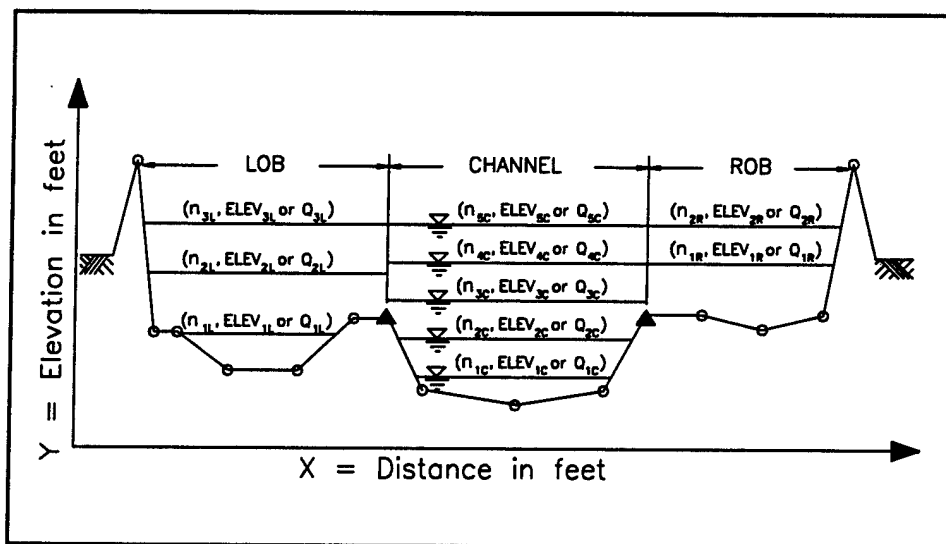 LOB CHANNEL ROB
(n3L, ELEV3L or Q3L) (n5C, ELEV5C or Q5C) (n2R, ELEV2R or Q2R)
(n2L, ELEV2L or Q2L) (n4C, ELEV4C or Q4C) (n1R, ELEV1R or Q1R)
(n3C, ELEV3C or Q3C)
(n1L, ELEV1L or Q1L) (n2C, ELEV2C or Q2C)
(n1C, ELEV1C or Q1C)
Y = Elevation in feet
X = Distance in feet